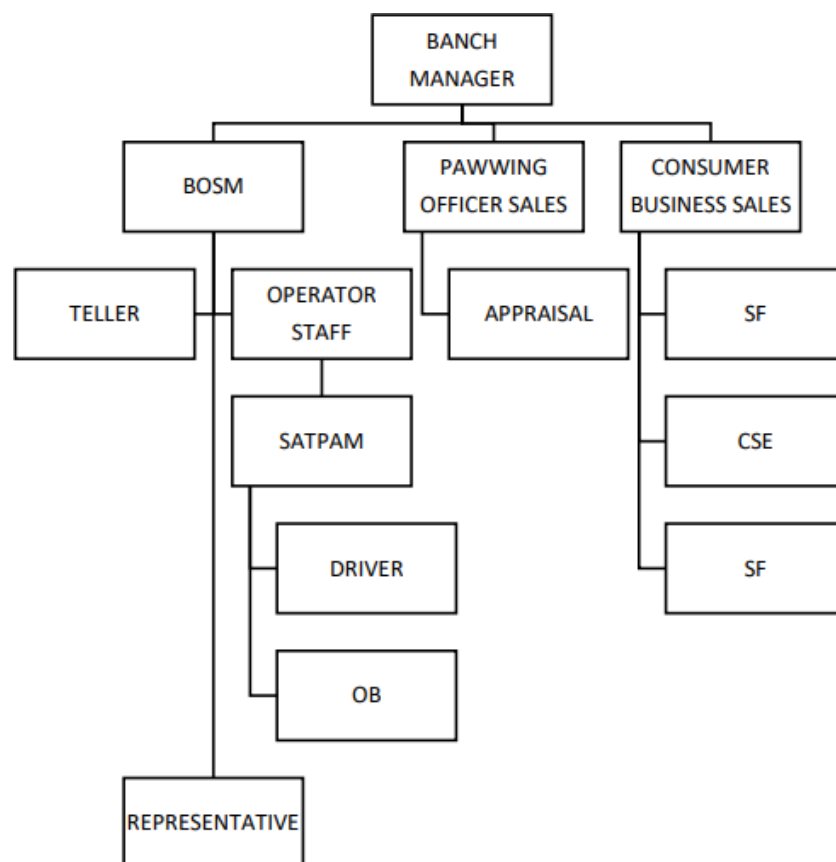 BANCH
MANAGER
BOSM
PAWWING
OFFICER SALES
CONSUMER
BUSINESS SALES
TELLER
OPERATOR
STAFF
APPRAISAL
SF
SATPAM
CSE
DRIVER
SF
OB
REPRESENTATIVE